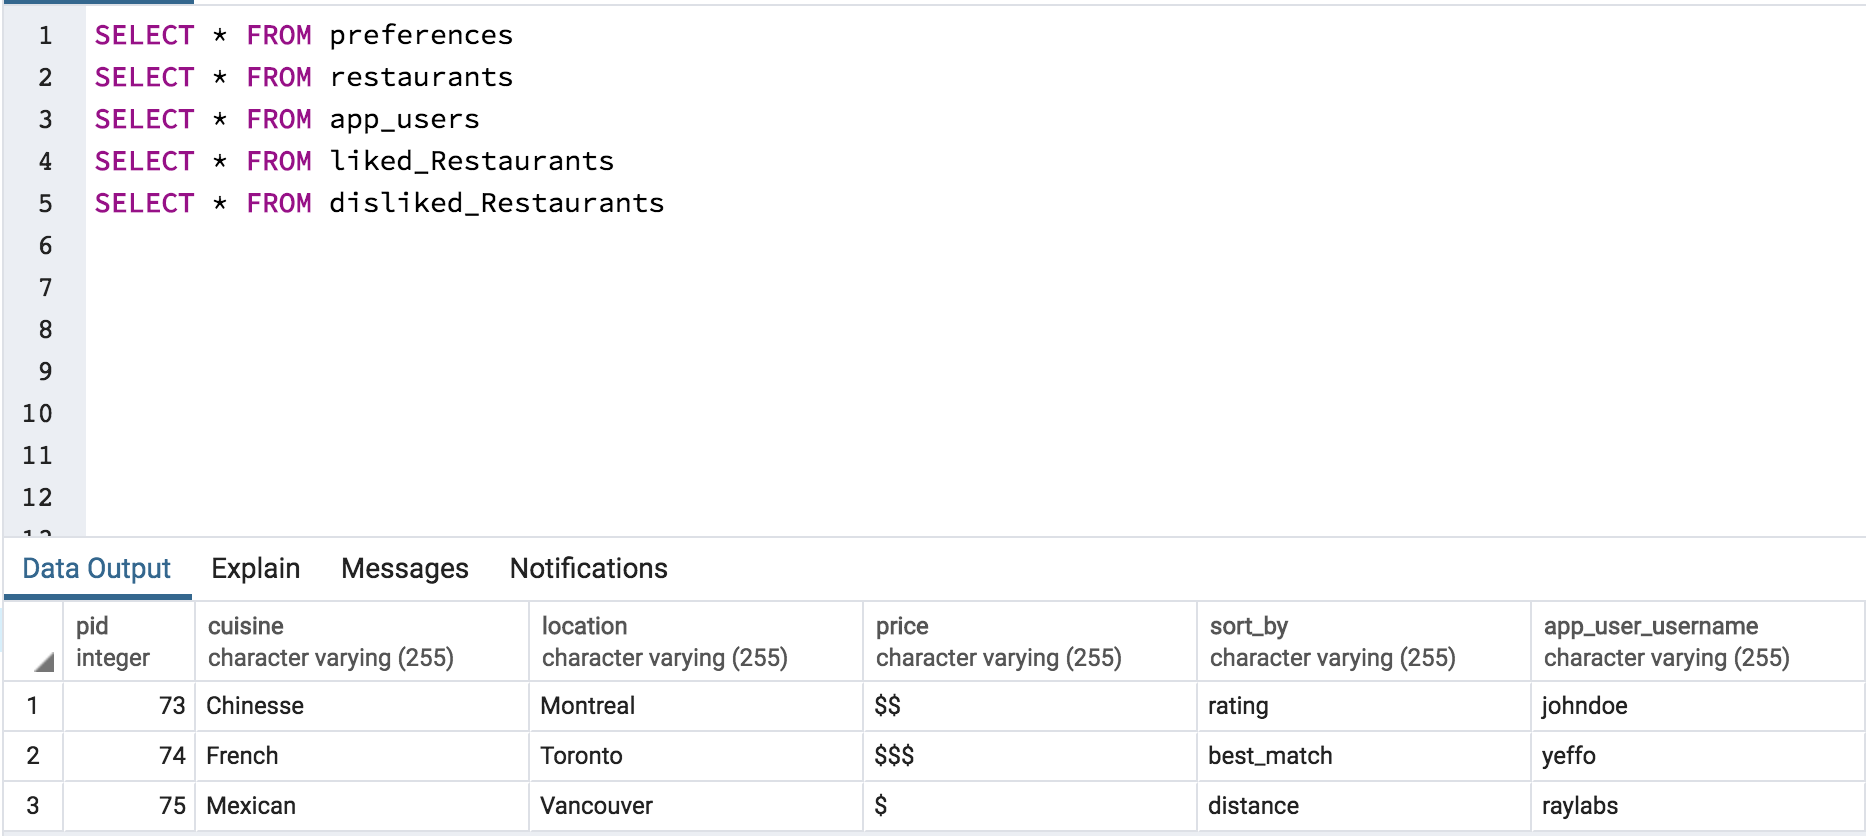 1 SELECT * FROM preferences
2 SELECT * FROM restaurants
3 SELECT * FROM app_users
4 SELECT * FROM liked_Restaurants
5 SELECT * FROM disliked_Restaurants
6
7
8
9
10
11
12
Data Output Explain Messages Notifications
pid cuisine location price sort_by app_user_username
integer character varying (255) character varying (255) character varying (255) character varying (255) character varying (255)
1 73 Chinesse Montreal $$ rating johndoe
2 74 French Toronto $$$ best_match yeffo
3 75 Mexican Vancouver $ distance raylabs